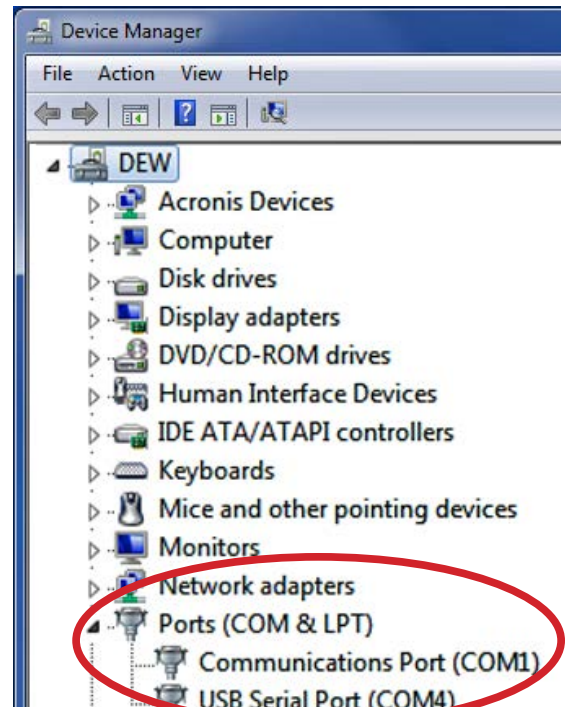 Device Manager
File Action View Help
DEW
Acronis Devices
Computer
Disk drives
Display adapters
DVD/CD-ROM drives
Human Interface Devices
IDE ATA/ATAPI controllers
Keyboards
Mice and other pointing devices
Monitors
Network adapters
Ports (COM & LPT)
Communications Port (COM1)
USB Serial Port (COM4)